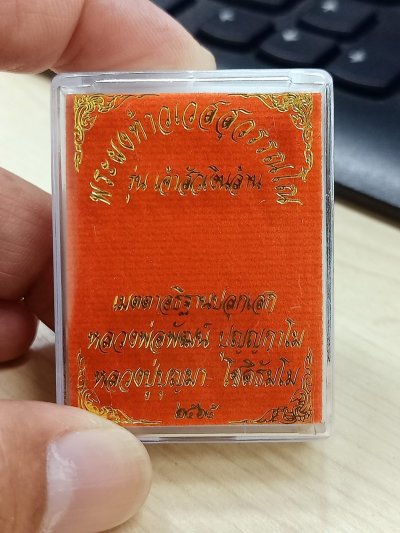 พระผงท้าวเวสสุวรรณโณ
รุ่น เจ้าสัวเงินล้าน
เมตตาอธิฐานปลุกเสก
หลวงพ่อพัฒน์ ปุญญกาโม
หลวงปู่บุญมา โชติธัมโม
๒๕๖๕